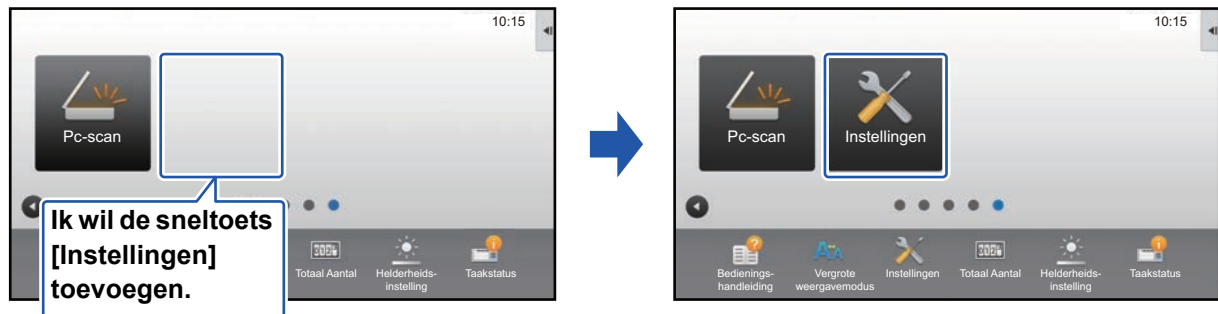 10:15
Pc-scan
Ik wil de sneltoets
[Instellingen]
toevoegen.
Totaal Aantal
Helderheids-
instelling
Taakstatus
10:15
Pc-scan
Instellingen
Bedienings-
handleiding
Vergrote
weergavemodus
Instellingen
Totaal Aantal
Helderheids-
instelling
Taakstatus